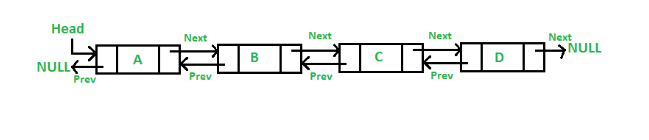 Head
Next Next Next Next
NULL A B C D NULL
Prev Prev Prev Prev